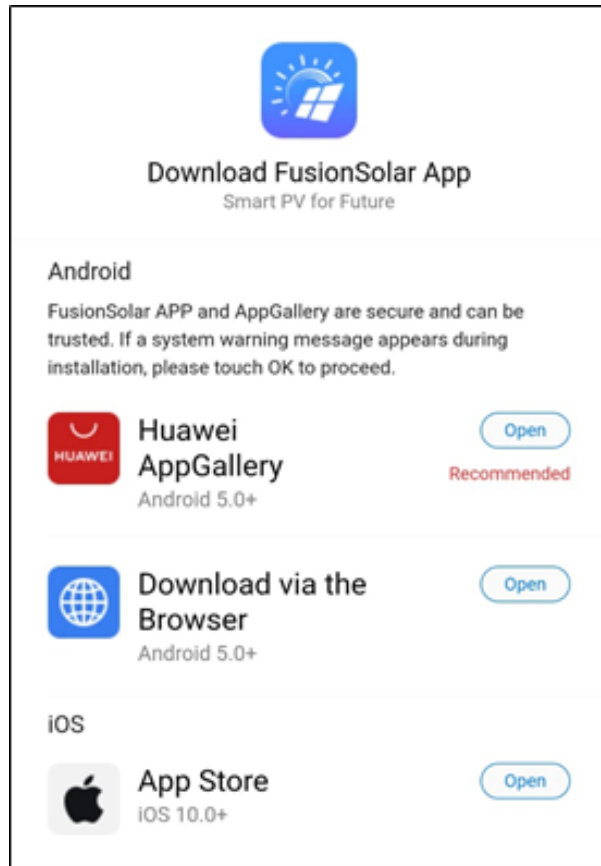 Download FusionSolar App
Smart PV for Future
Android
FusionSolar APP and AppGallery are secure and can be
trusted. If a system warning message appears during
installation, please touch OK to proceed.
HUAWEI
Huawei
AppGallery
Android 5.0+
Open
Recommended
Download via the
Browser
Android 5.0+
Open
iOS
App Store
iOS 10.0+
Open